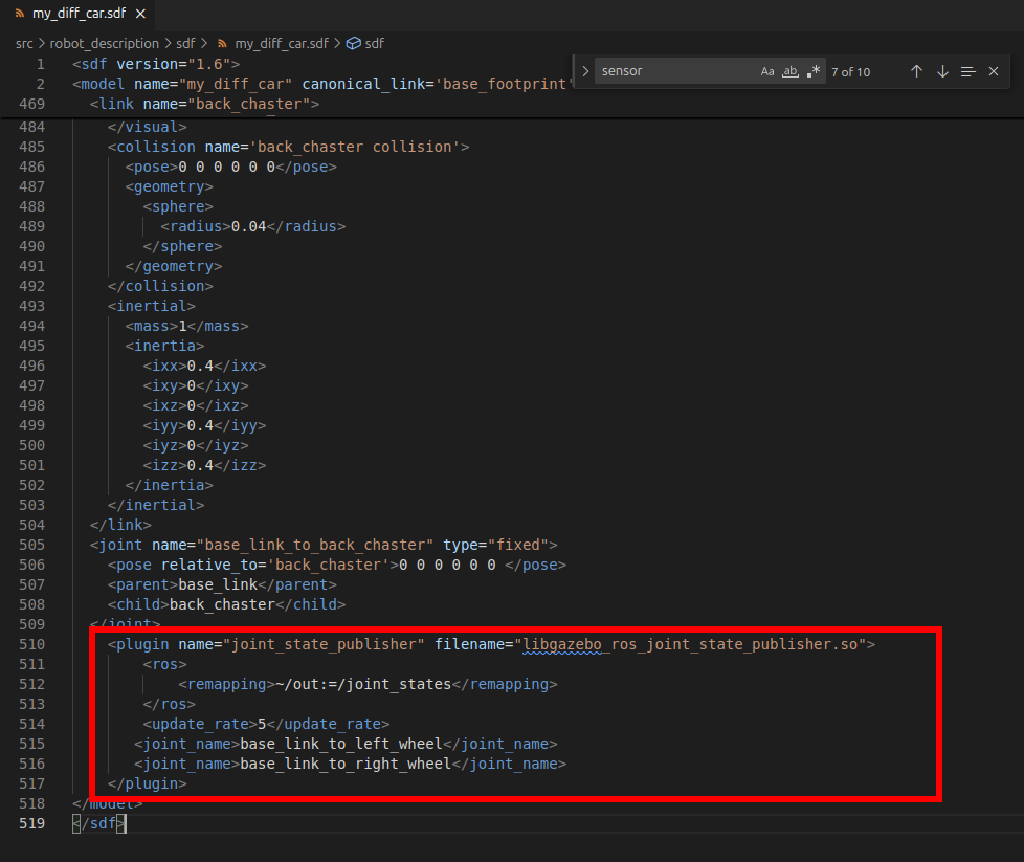 my_diff_car.sdf
src > robot_description > sdf > my_diff_car.sdf > sdf
sensor Aa ab .* 7 of 10
1 <sdf version="1.6">
2 <model name="my_diff_car" canonical_link='base_footprint'
469 <link name="back_chaster">
484 </visual>
485 <collision name='back_chaster collision'>
486 <pose>0 0 0 0 0 0</pose>
487 <geometry>
488 <sphere>
489 <radius>0.04</radius>
490 </sphere>
491 </geometry>
492 </collision>
493 <inertial>
494 <mass>1</mass>
495 <inertia>
496 <ixx>0.4</ixx>
497 <ixy>0</ixy>
498 <ixz>0</ixz>
499 <iyy>0.4</iyy>
500 <iyz>0</iyz>
501 <izz>0.4</izz>
502 </inertia>
503 </inertial>
504 </link>
505 <joint name="base_link_to_back_chaster" type="fixed">
506 <pose relative_to='back_chaster'>0 0 0 0 0 0 </pose>
507 <parent>base_link</parent>
508 <child>back_chaster</child>
509 </joint>
510 <plugin name="joint_state_publisher" filename="libgazebo_ros_joint_state_publisher.so">
511 <ros>
512 <remapping>~/out:=/joint_states</remapping>
513 </ros>
514 <update_rate>5</update_rate>
515 <joint_name>base_link_to_left_wheel</joint_name>
516 <joint_name>base_link_to_right_wheel</joint_name>
517 </plugin>
518 </model>
519 </sdf>